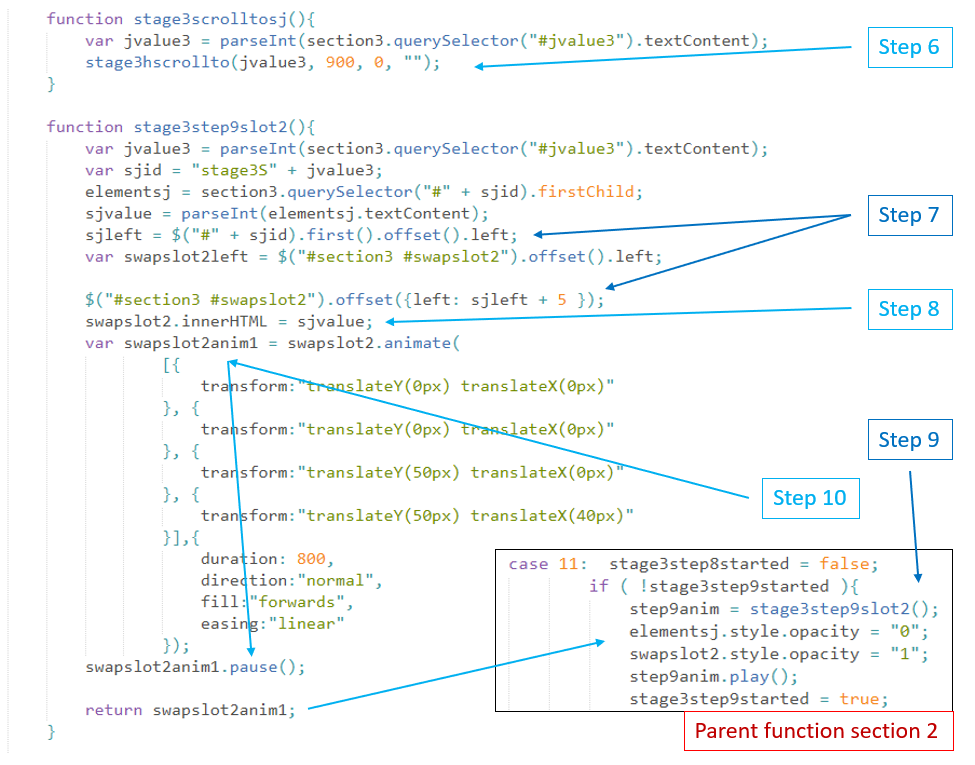 function stage3scrolltosj(){
var jvalue3 = parseInt(section3.querySelector("#jvalue3").textContent);
stage3hscrollto(jvalue3, 900, 0, "");
}
Step 6
function stage3step9slot2(){
var jvalue3 = parseInt(section3.querySelector("#jvalue3").textContent);
var sjid = "stage3S" + jvalue3;
elementsj = section3.querySelector("#" + sjid).firstChild;
sjvalue = parseInt(elementsj.textContent);
sjleft = $("#" + sjid).first().offset().left;
var swapslot2left = $("#section3 #swapslot2").offset().left;
Step 7
$("#section3 #swapslot2").offset({left: sjleft + 5 });
swapslot2.innerHTML = sjvalue;
Step 8
var swapslot2anim1 = swapslot2.animate(
[{
transform:"translateY(0px) translateX(0px)"
}, {
transform:"translateY(0px) translateX(0px)"
}, {
transform:"translateY(50px) translateX(0px)"
}, {
transform:"translateY(50px) translateX(40px)"
}],{
duration: 800,
direction:"normal",
fill:"forwards",
easing:"linear"
});
swapslot2anim1.pause();
return swapslot2anim1;
}
Step 9
Step 10
case 11:  stage3step8started = false;
if ( !stage3step9started ){
step9anim = stage3step9slot2();
elementsj.style.opacity = "0";
swapslot2.style.opacity = "1";
step9anim.play();
stage3step9started = true;
Parent function section 2